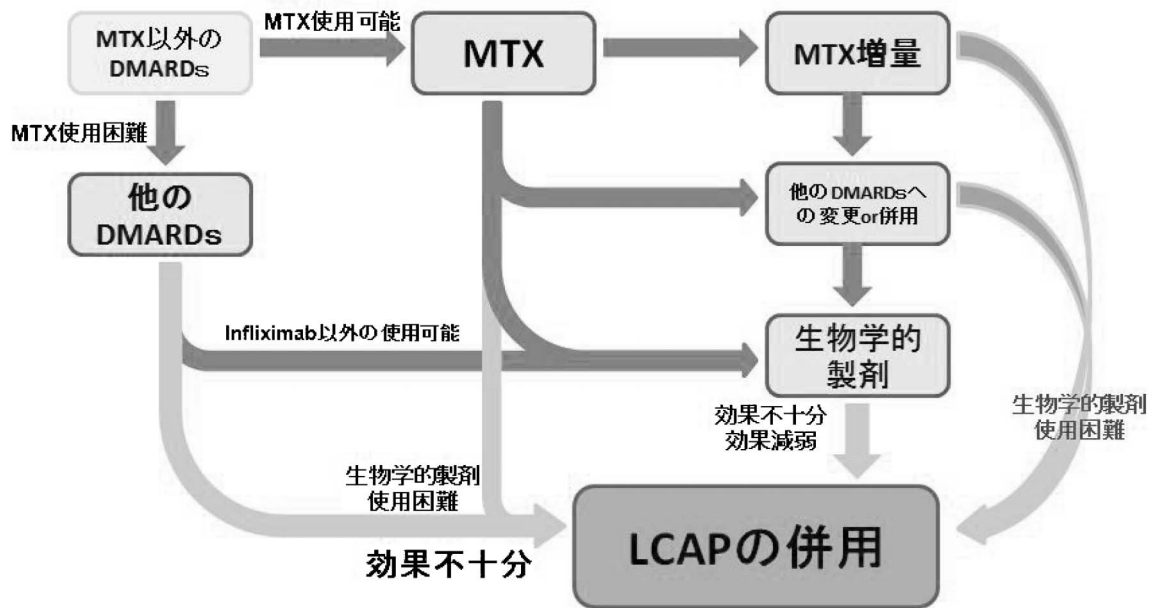 MTX以外の
DMARDs
MTX使用可能
MTX
MTX増量
MTX使用困難
他の
DMARDs
他のDMARDsへ
の変更or併用
Infliximab以外の使用可能
生物学的
製剤
効果不十分
効果減弱
生物学的製剤
使用困難
生物学的製剤
使用困難
効果不十分
LCAPの併用